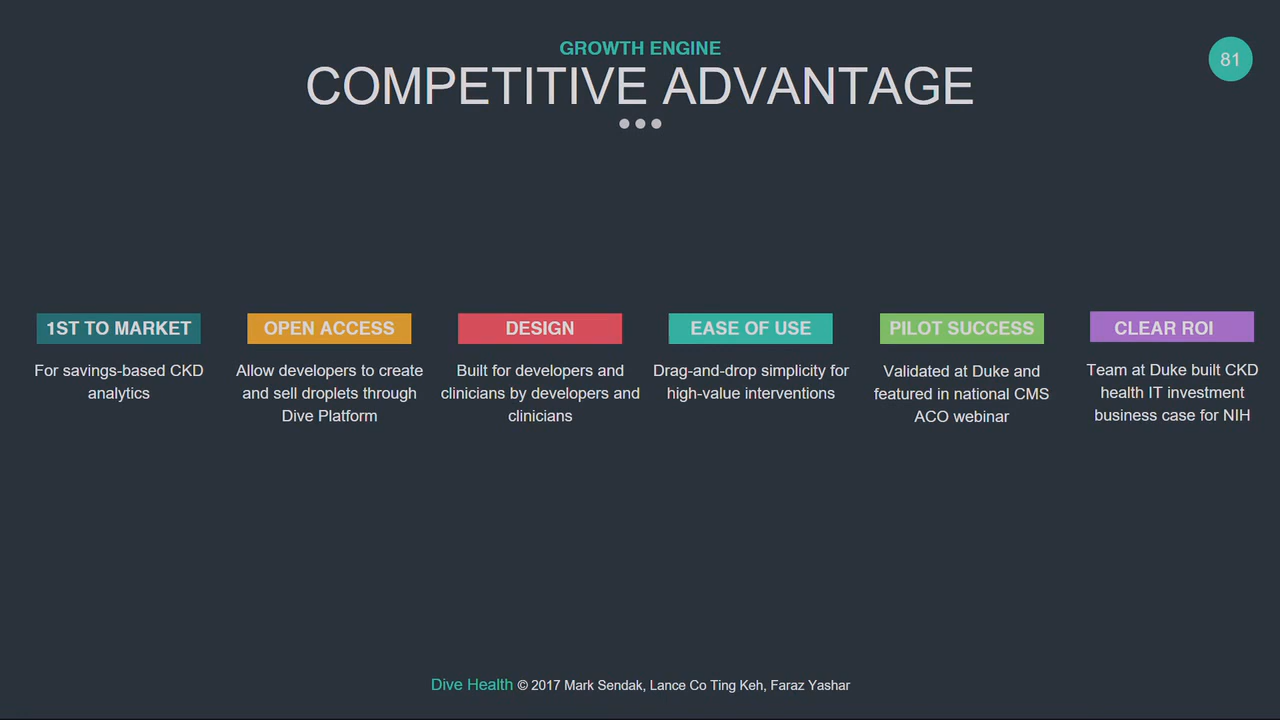 GROWTH ENGINE
81
COMPETITIVE ADVANTAGE
1ST TO MARKET
For savings-based CKD
analytics
OPEN ACCESS
Allow developers to create
and sell droplets through
Dive Platform
DESIGN
Built for developers and
clinicians by developers and
clinicians
EASE OF USE
Drag-and-drop simplicity for
high-value interventions
PILOT SUCCESS
Validated at Duke and
featured in national CMS
ACO webinar
CLEAR ROI
Team at Duke built CKD
health IT investment
business case for NIH
Dive Health © 2017 Mark Sendak, Lance Co Ting Keh, Faraz Yashar